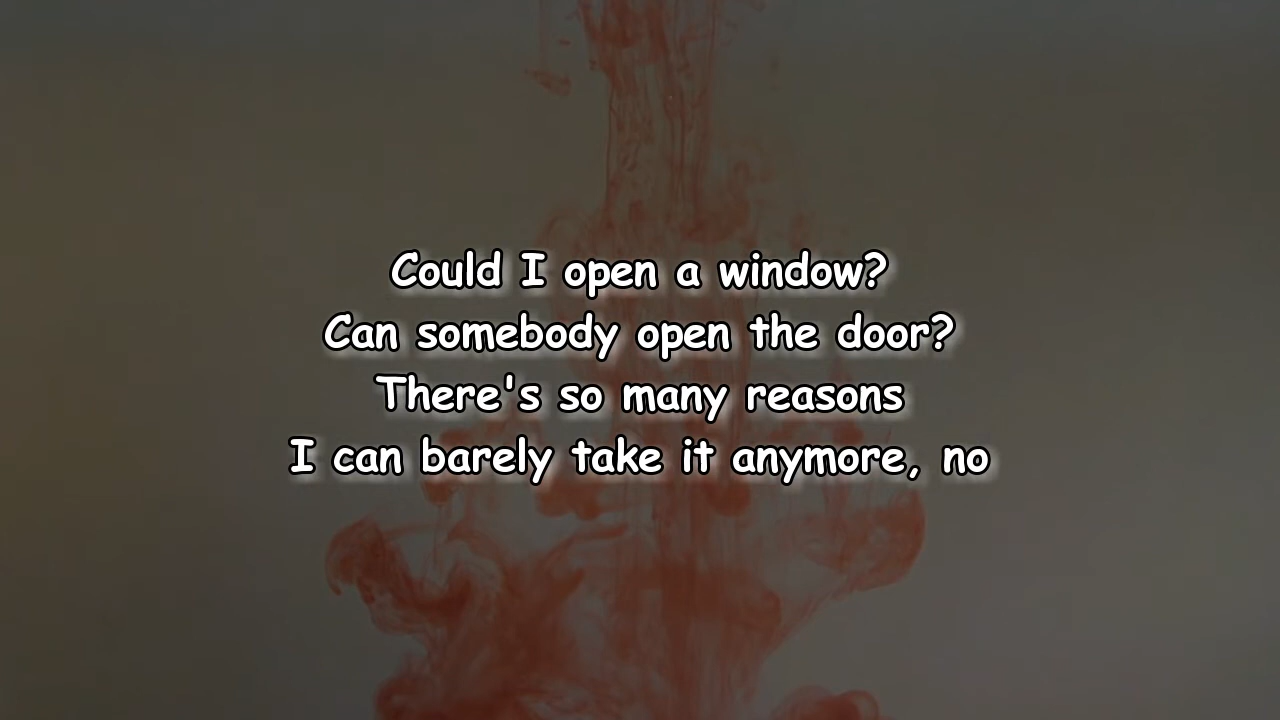 Could I open a window?
Can somebody open the door?
There's so many reasons
I can barely take it anymore, no